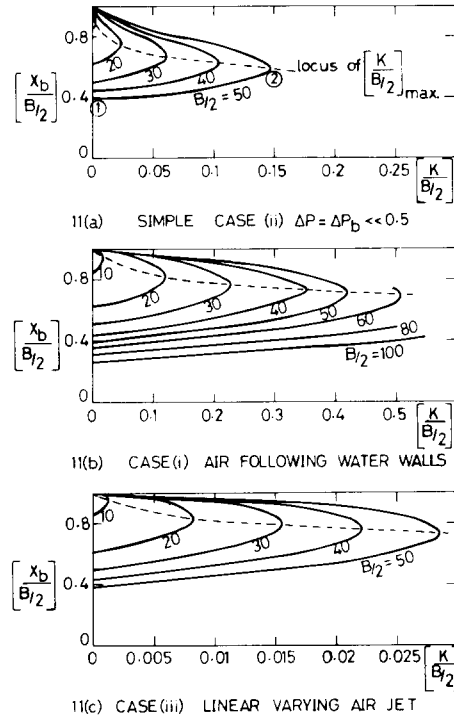 0.8
[X_b / B/2]
0.4
0
20
30
40
B/2 = 50
①
②
locus of [K / B/2] max.
0 0.05 0.1 0.15 0.2 0.25 [K / B/2]
11(a) SIMPLE CASE (ii) ΔP = ΔP_b << 0.5
0.8
[X_b / B/2]
0.4
0
10
20
30
40
50
60
80
B/2 = 100
0 0.1 0.2 0.3 0.4 0.5 [K / B/2]
11(b) CASE(i) AIR FOLLOWING WATER WALLS
0.8
[X_b / B/2]
0.4
0
10
20
30
40
B/2 = 50
0 0.005 0.01 0.015 0.02 0.025 [K / B/2]
11(c) CASE(iii) LINEAR VARYING AIR JET